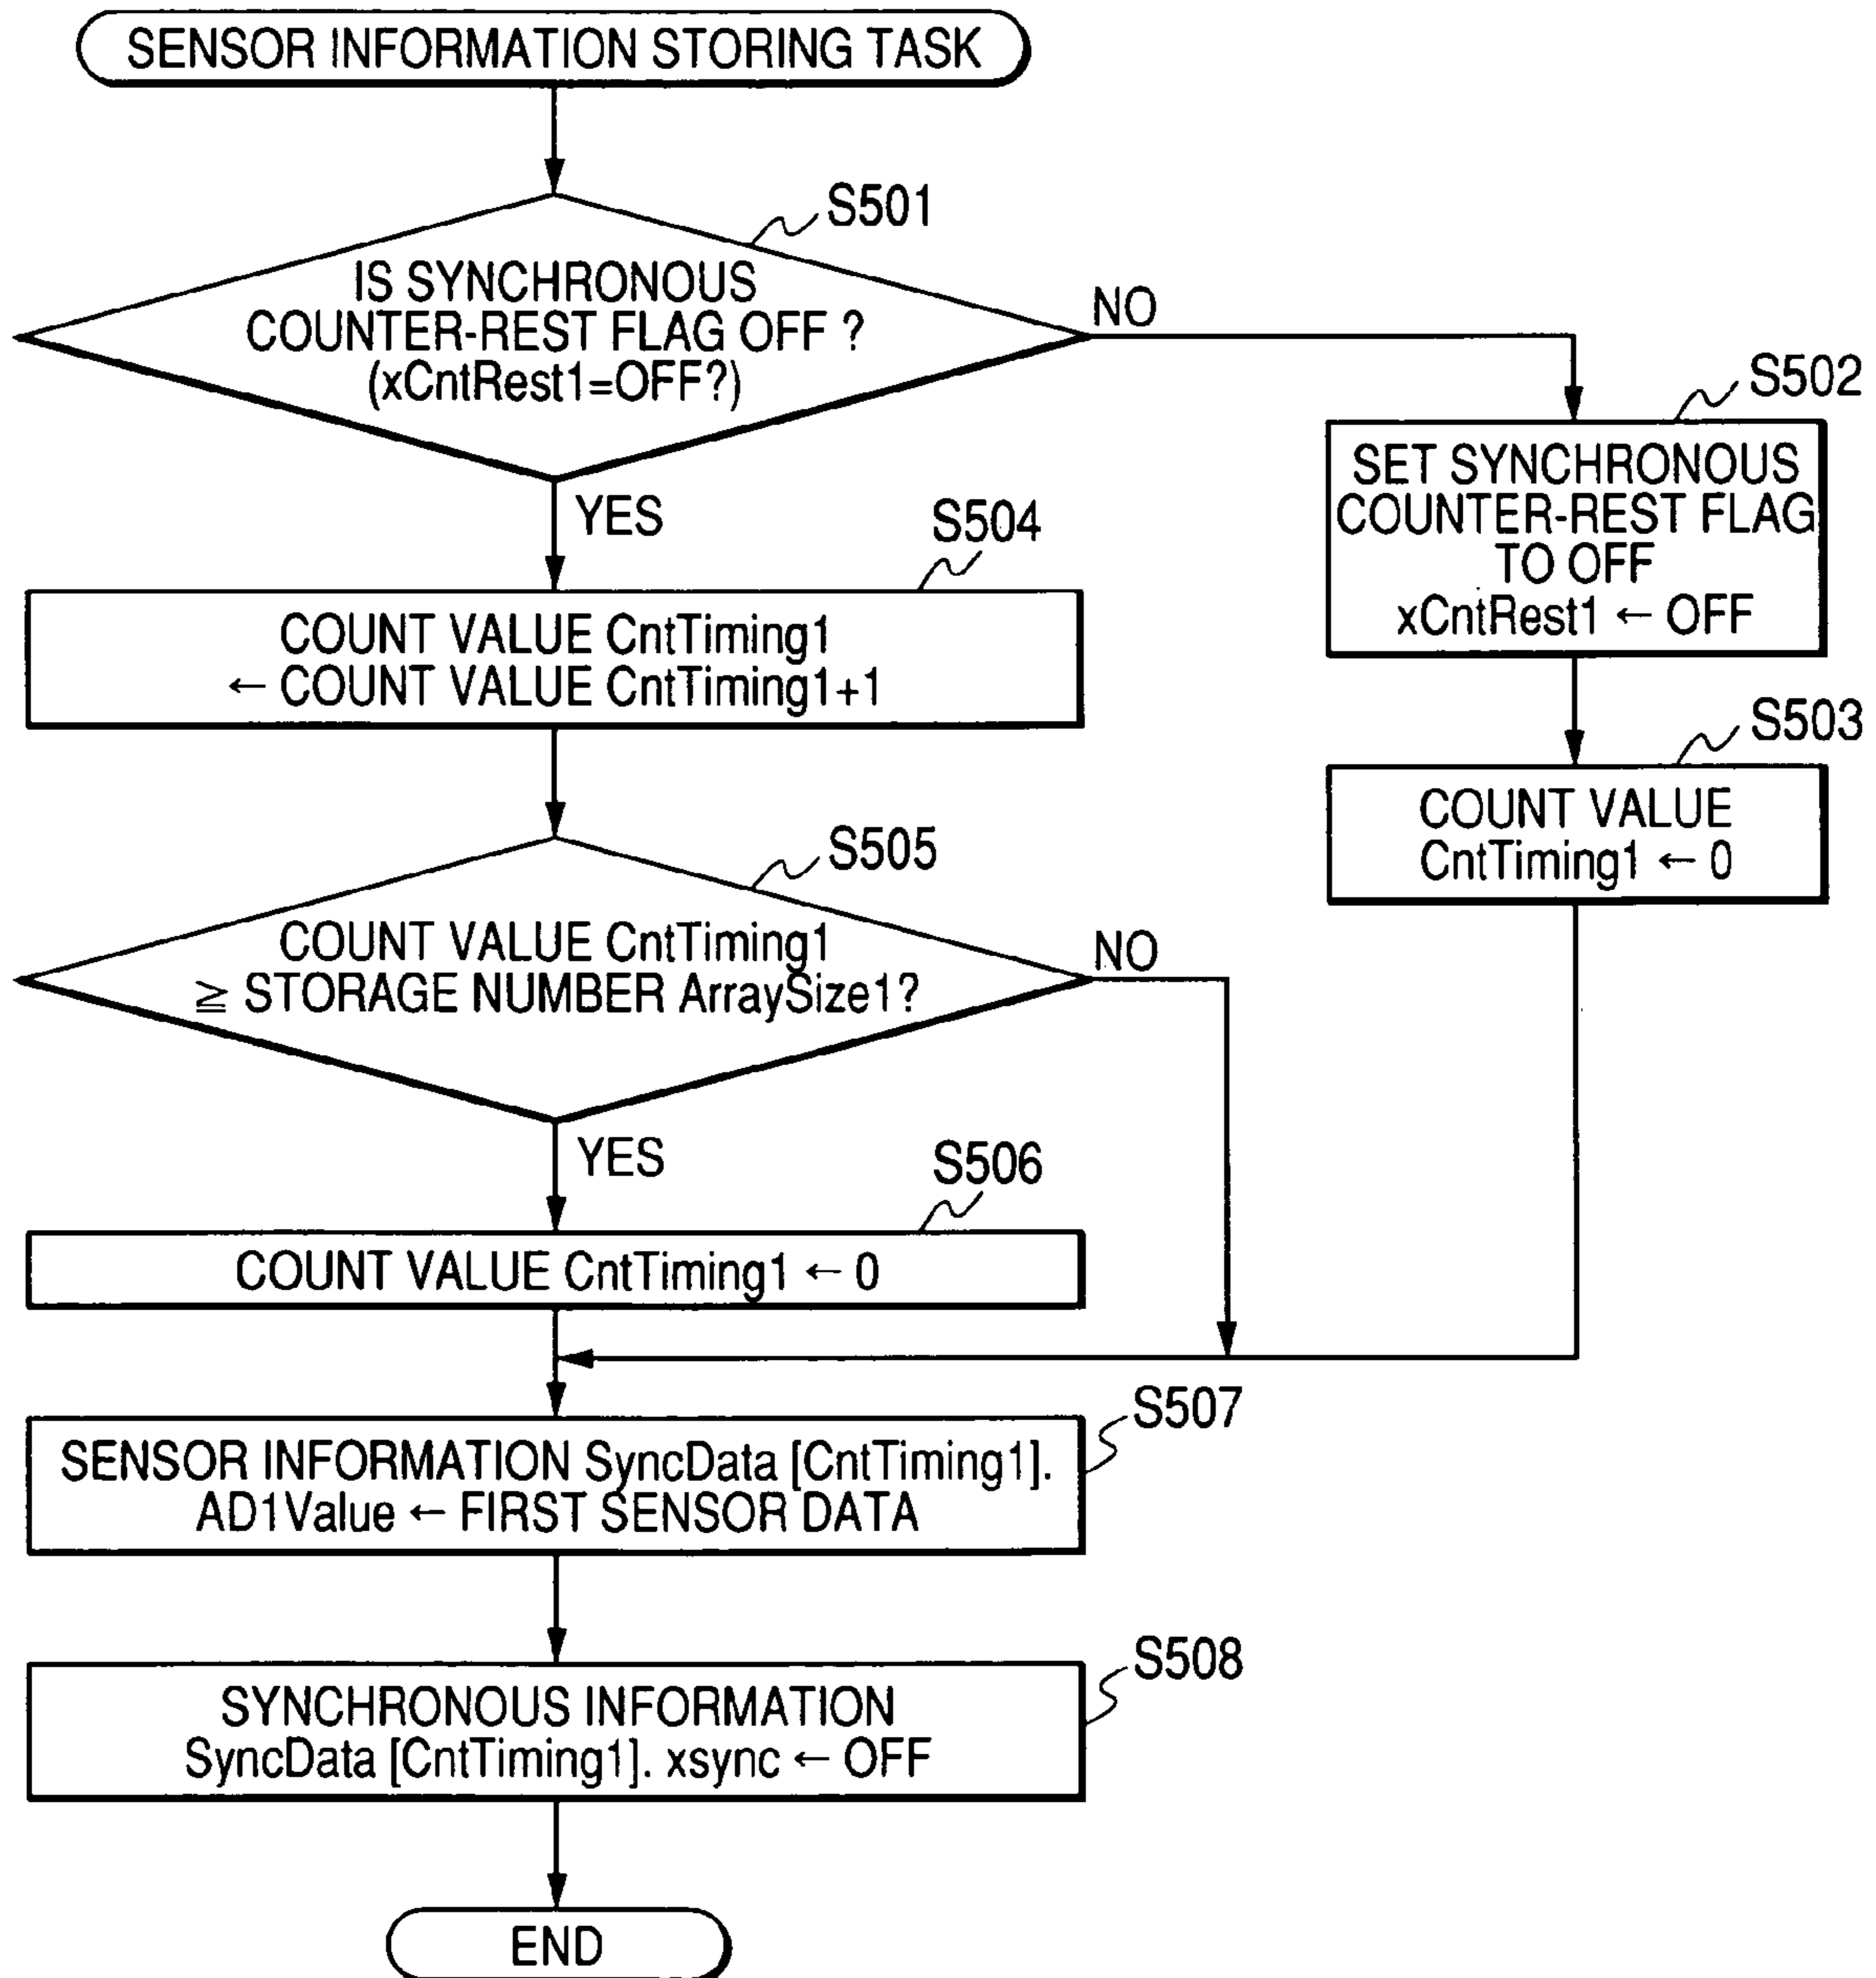 SENSOR INFORMATION STORING TASK
S501
IS SYNCHRONOUS
COUNTER-REST FLAG OFF ?
(xCntRest1=OFF?)
NO
S502
SET SYNCHRONOUS
COUNTER-REST FLAG
TO OFF
xCntRest1 ← OFF
YES
S504
COUNT VALUE CntTiming1
← COUNT VALUE CntTiming1+1
S503
COUNT VALUE
CntTiming1 ← 0
S505
COUNT VALUE CntTiming1
≧ STORAGE NUMBER ArraySize1?
NO
YES
S506
COUNT VALUE CntTiming1 ← 0
S507
SENSOR INFORMATION SyncData [CntTiming1].
AD1Value ← FIRST SENSOR DATA
S508
SYNCHRONOUS INFORMATION
SyncData [CntTiming1]. xsync ← OFF
END